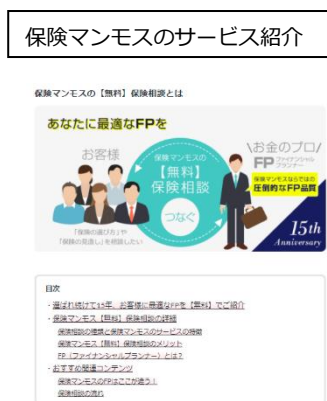 保険マンモスのサービス紹介
保険マンモスの【無料】保険相談とは
あなたに最適なFPを
お客様
保険マンモスの
【無料】
保険相談
つなぐ
「保険の選び方」や
「保険の見直し」を相談したい
\お金のプロ/
FP ファイナンシャル
プランナー
保険マンモスならではの
圧倒的なFP品質
15th
Anniversary
目次
・選ばれ続けて15年、お客様に最適なFPを【無料】でご紹介
・保険マンモス【無料】保険相談の詳細
保険相談の種類と保険マンモスのサービスの特徴
保険マンモス【無料】保険相談のメリット
FP（ファイナンシャルプランナー）とは？
・おすすめ関連コンテンツ
保険マンモスのFPはここが違う！
保険相談の流れ